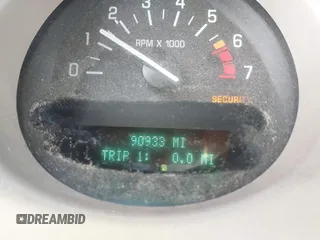 0 1 2 3 4 5 6 7
RPM X 1000
SECURITY
90933 MI
TRIP 1: 0.0 MI
DREAMBID